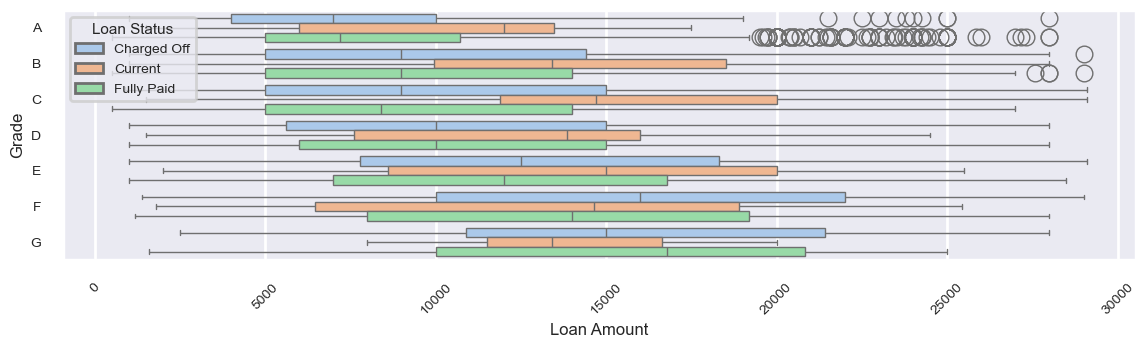 Loan Status
Charged Off
Current
Fully Paid
Grade
A
B
C
D
E
F
G
0
5000
10000
15000
20000
25000
30000
Loan Amount